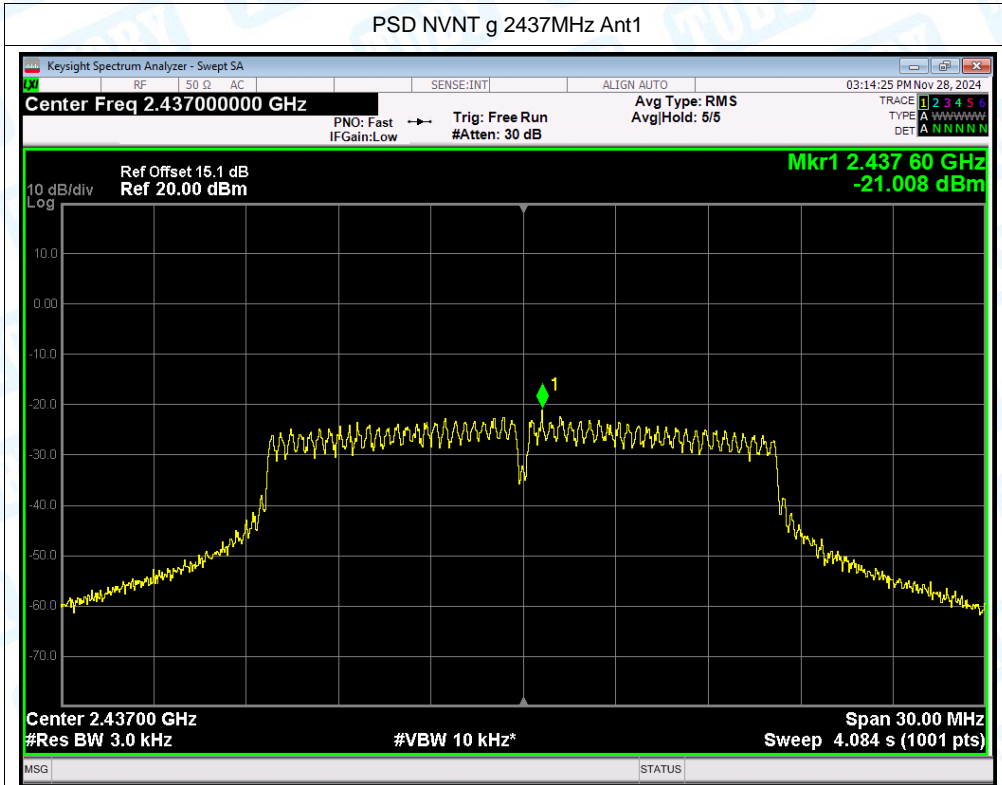 PSD NVNT g 2437MHz Ant1
Keysight Spectrum Analyzer - Swept SA
LXI RF 50 Ω AC SENSE:INT ALIGN AUTO 03:14:25 PM Nov 28, 2024
Center Freq 2.437000000 GHz
PNO: Fast
IFGain:Low
Trig: Free Run
#Atten: 30 dB
Avg Type: RMS
Avg|Hold: 5/5
TRACE 1 2 3 4 5 6
TYPE A W W W W W
DET A N N N N N
Ref Offset 15.1 dB
10 dB/div Ref 20.00 dBm
Log
Mkr1 2.437 60 GHz
-21.008 dBm
10.0
0.00
-10.0
1
-20.0
-30.0
-40.0
-50.0
-60.0
-70.0
Center 2.43700 GHz Span 30.00 MHz
#Res BW 3.0 kHz #VBW 10 kHz* Sweep 4.084 s (1001 pts)
MSG STATUS